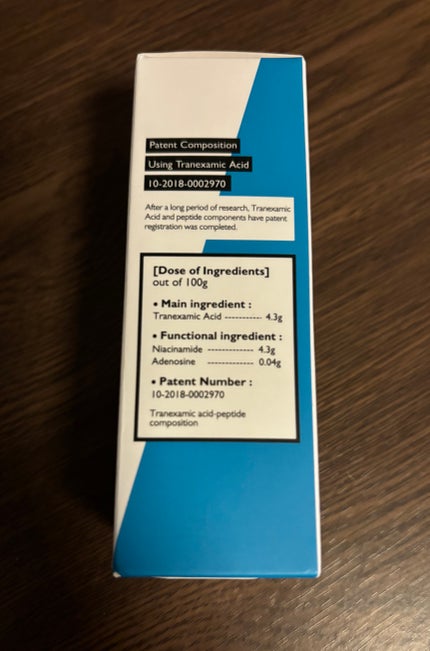 Patent Composition
Using Tranexamic Acid
10-2018-0002970
After a long period of research, Tranexamic
Acid and peptide components have patent
registration was completed.
[Dose of Ingredients]
out of 100g
• Main ingredient :
Tranexamic Acid ----------- 4.3g
• Functional ingredient :
Niacinamide ------------- 4.3g
Adenosine ------------- 0.04g
• Patent Number :
10-2018-0002970
Tranexamic acid-peptide
composition